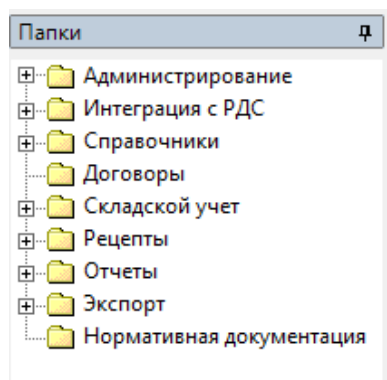 Папки
Администрирование
Интеграция с РДС
Справочники
Договоры
Складской учет
Рецепты
Отчеты
Экспорт
Нормативная документация